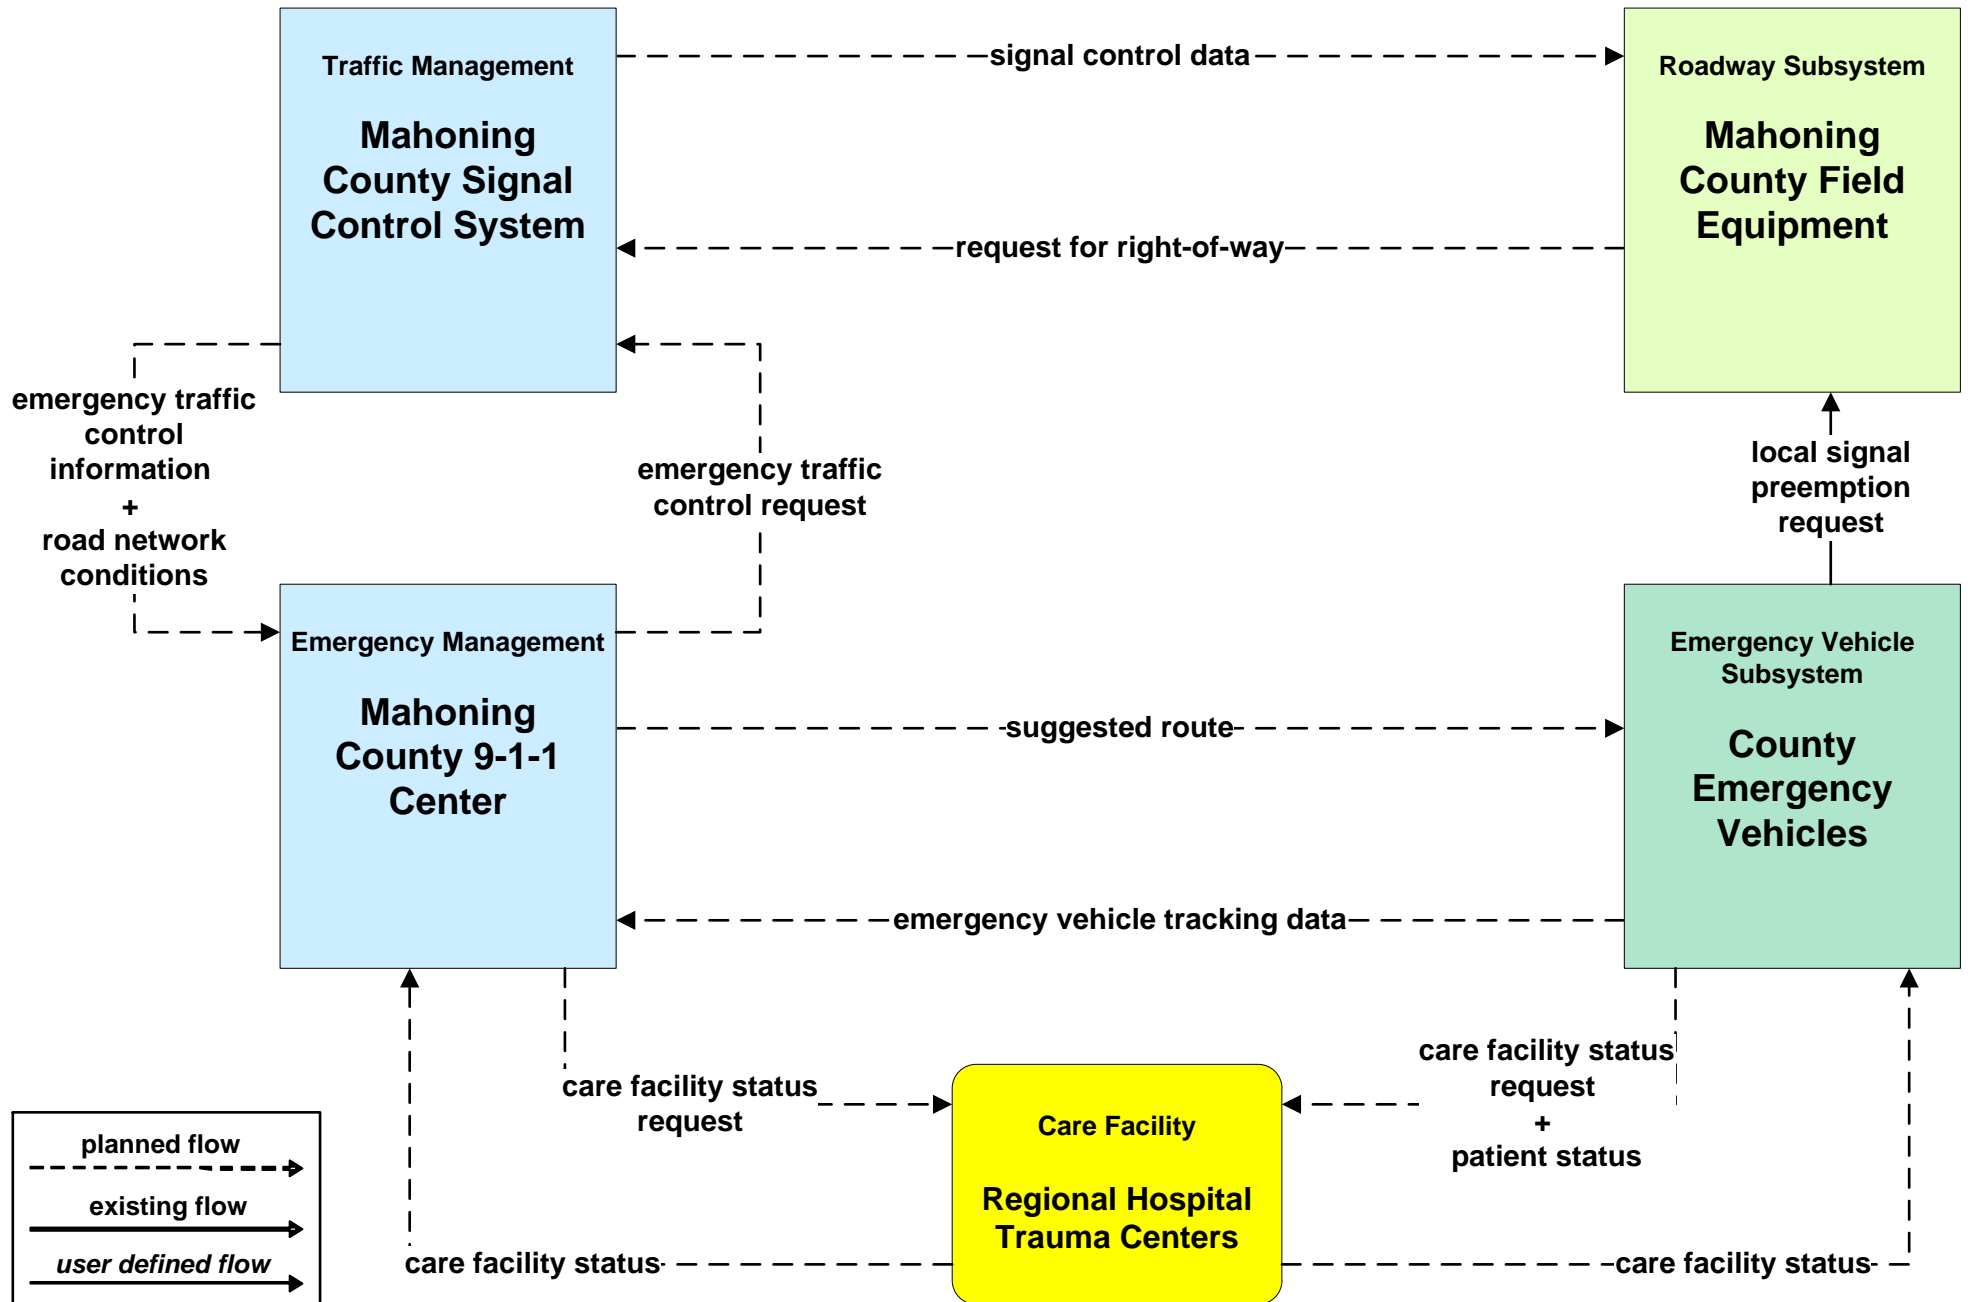 Traffic Management
Mahoning
County Signal
Control System
signal control data
Roadway Subsystem
Mahoning
County Field
Equipment
request for right-of-way
emergency traffic
control
information
+
road network
conditions
emergency traffic
control request
local signal
preemption
request
Emergency Management
Mahoning
County 9-1-1
Center
suggested route
Emergency Vehicle
Subsystem
County
Emergency
Vehicles
emergency vehicle tracking data
care facility status
request
care facility status
request
+
patient status
Care Facility
Regional Hospital
Trauma Centers
care facility status
care facility status
planned flow
existing flow
user defined flow